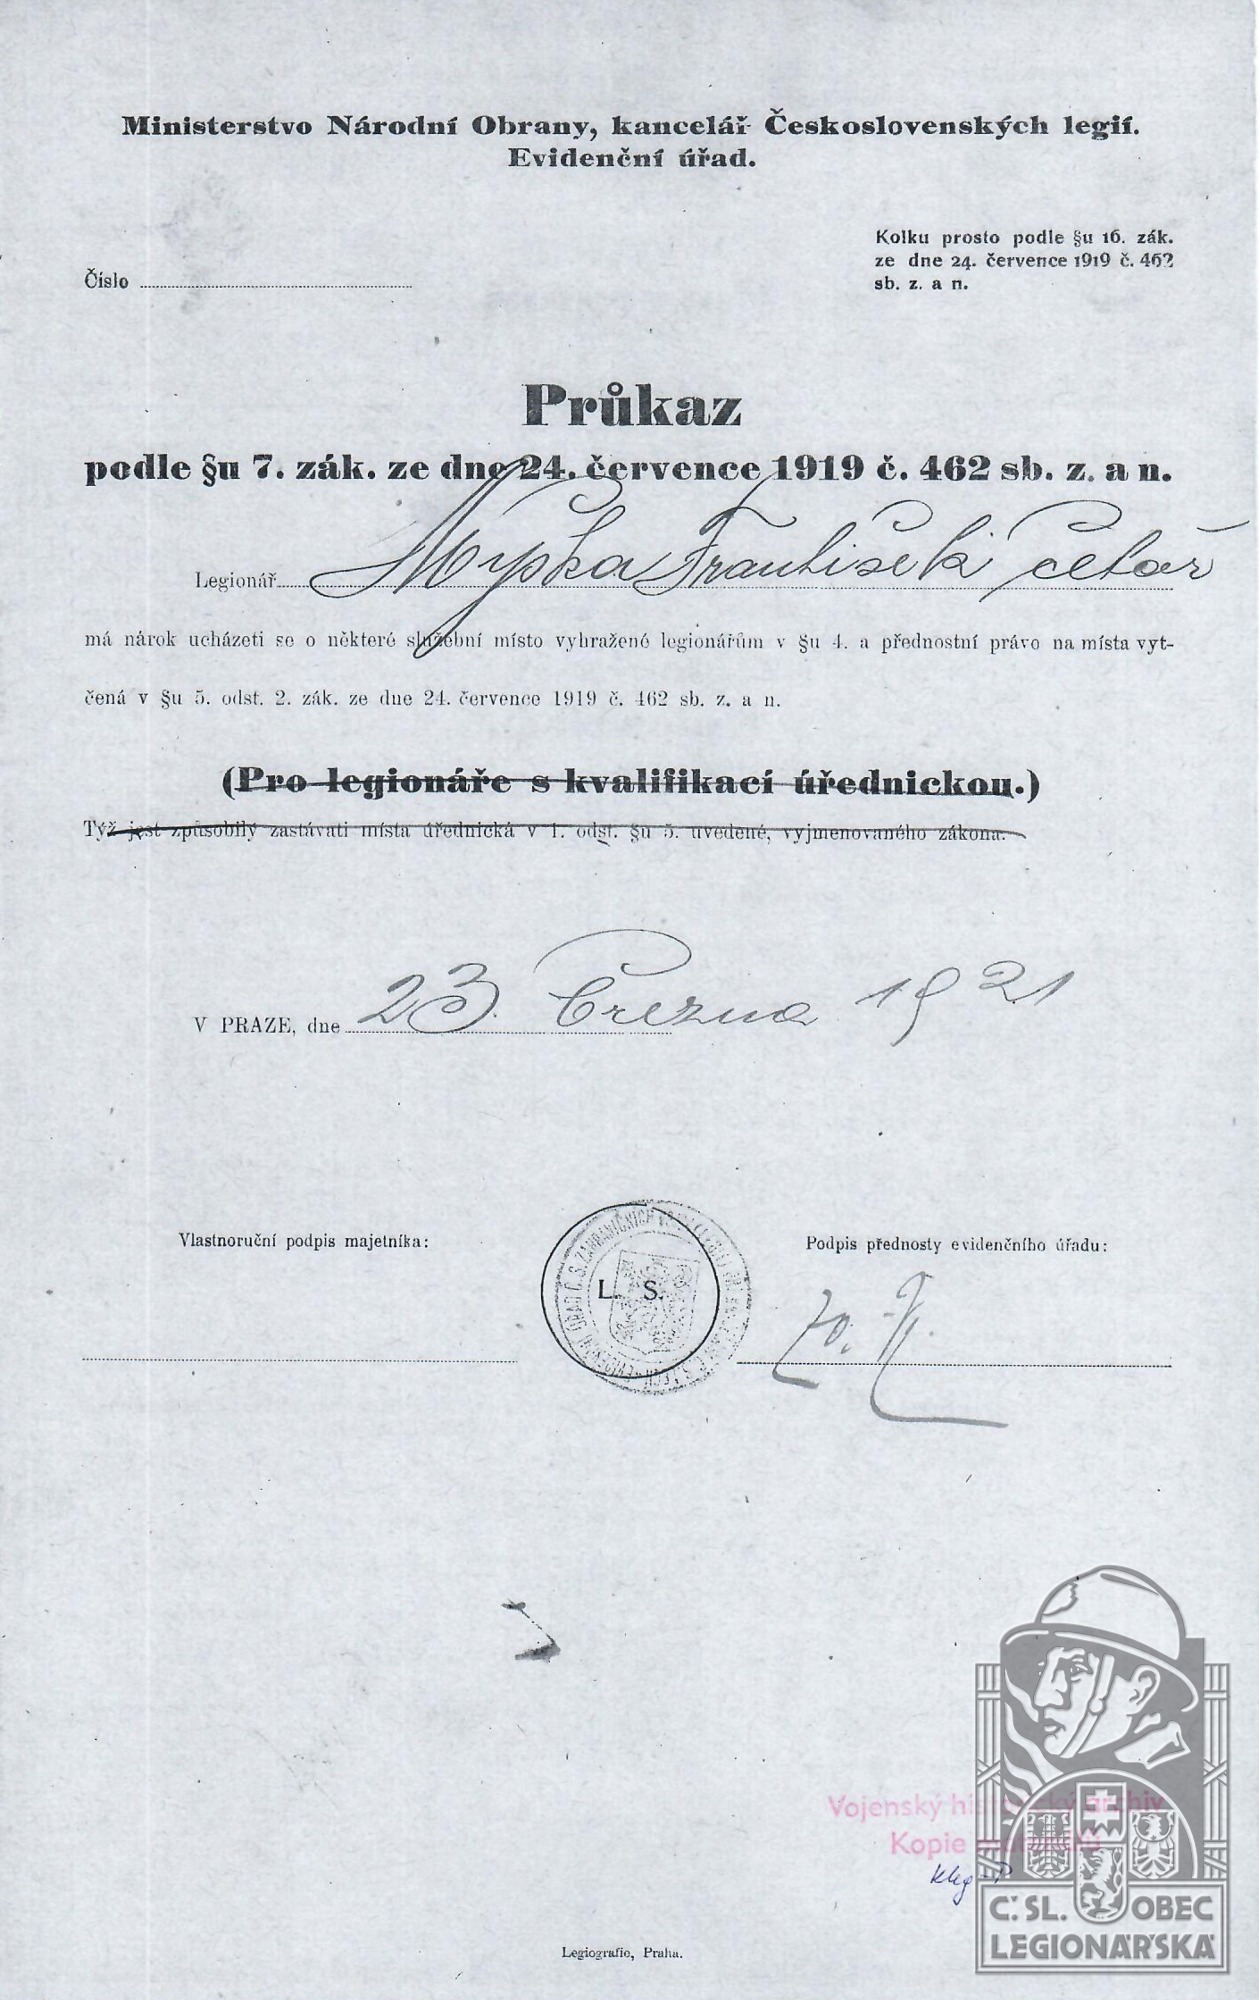 Ministerstvo Národní Obrany, kancelář Československých legií.
Evidenční úřad.
Kolku prosto podle §u 16. zák.
ze dne 24. července 1919 č. 462
sb. z. a n.
Číslo
Průkaz
podle §u 7. zák. ze dne 24. července 1919 č. 462 sb. z. a n.
Legionář Myška František četař
má nárok ucházeti se o některé služební místo vyhražené legionářům v §u 4. a přednostní právo na místa vyt-
čená v §u 5. odst. 2. zák. ze dne 24. července 1919 č. 462 sb. z. a n.
(Pro legionáře s kvalifikací úřednickou.)
Týž jest způsobilý zastávati místa úřednická v 1. odst. §u 5. uvedené, vyjmenovaného zákona.
V PRAZE, dne 23. března 1921
Vlastnoruční podpis majetníka:
L. S.
Podpis přednosty evidenčního úřadu:
Vojenský historický archiv
Kopie
Č. SL. OBEC
LEGIONÁŘSKÁ
Legiografie, Praha.